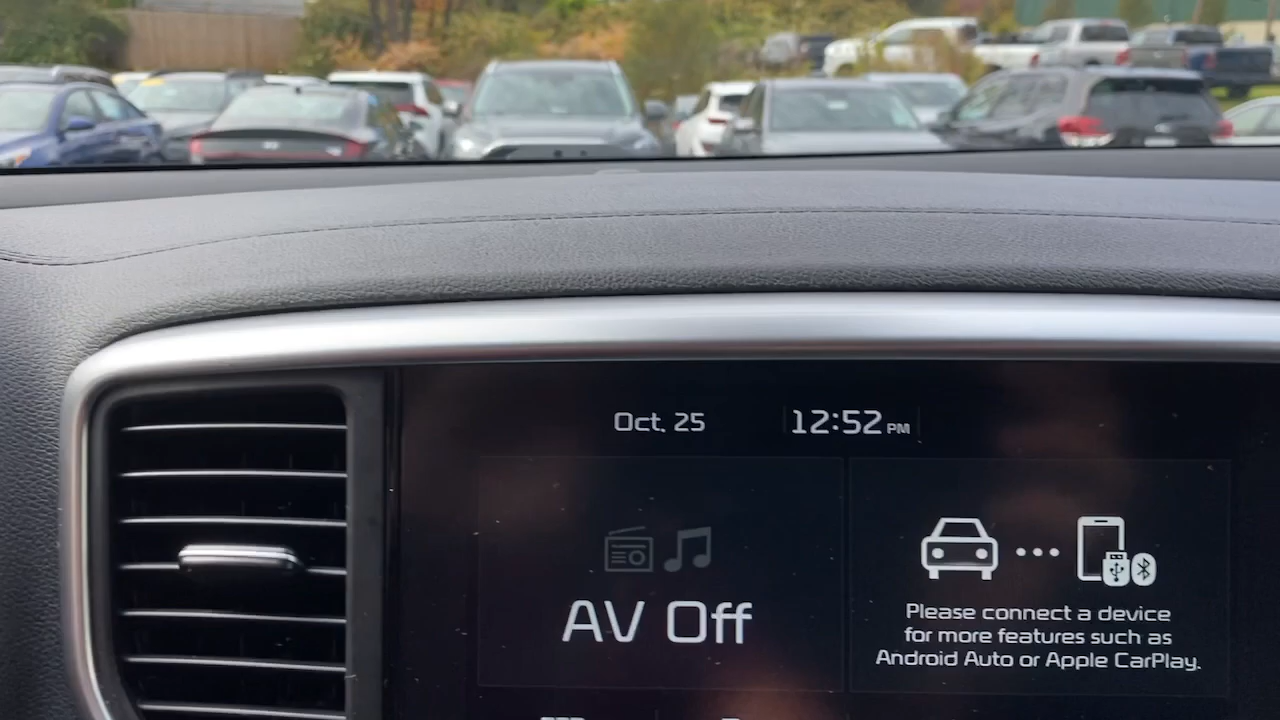 Oct. 25 12:52 PM
AV Off
Please connect a device
for more features such as
Android Auto or Apple CarPlay.